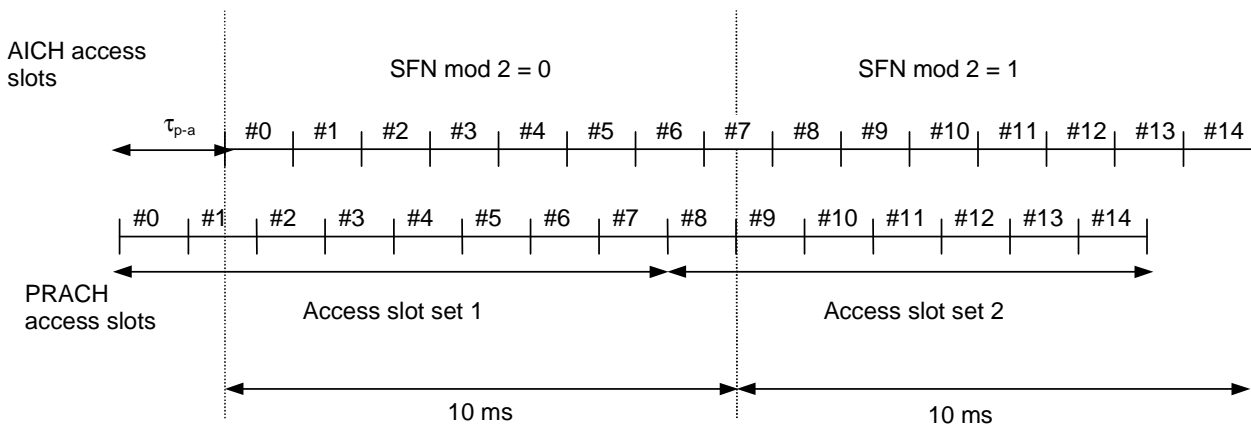 AICH access
slots
SFN mod 2 = 0
SFN mod 2 = 1
τp-a
#0 #1 #2 #3 #4 #5 #6 #7 #8 #9 #10 #11 #12 #13 #14
#0 #1 #2 #3 #4 #5 #6 #7 #8 #9 #10 #11 #12 #13 #14
PRACH
access slots
Access slot set 1
Access slot set 2
10 ms
10 ms